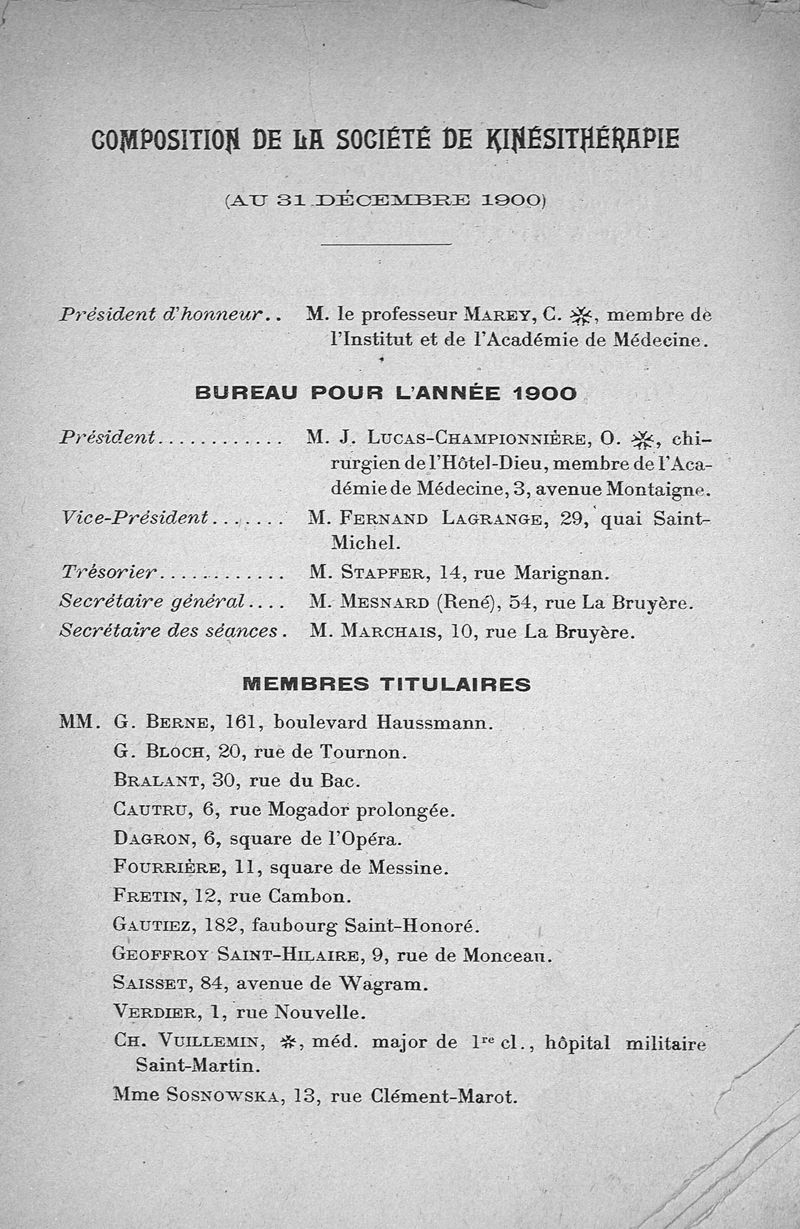 COMPOSITION DE LA SOCIÉTÉ DE KINÉSITHÉRAPIE
(AU 31 DÉCEMBRE 1900)
Président d'honneur.. M. le professeur MAREY, C. ✻, membre de
l'Institut et de l'Académie de Médecine.
BUREAU POUR L'ANNÉE 1900
Président............ M. J. LUCAS-CHAMPIONNIÈRE, O. ✻, chi-
rurgien de l'Hôtel-Dieu, membre de l'Aca-
démie de Médecine, 3, avenue Montaigne.
Vice-Président....... M. FERNAND LAGRANGE, 29, quai Saint-
Michel.
Trésorier............ M. STAPFER, 14, rue Marignan.
Secrétaire général.... M. MESNARD (René), 54, rue La Bruyère.
Secrétaire des séances. M. MARCHAIS, 10, rue La Bruyère.
MEMBRES TITULAIRES
MM. G. BERNE, 161, boulevard Haussmann.
G. BLOCH, 20, rue de Tournon.
BRALANT, 30, rue du Bac.
CAUTRU, 6, rue Mogador prolongée.
DAGRON, 6, square de l'Opéra.
FOURRIÈRE, 11, square de Messine.
FRETIN, 12, rue Cambon.
GAUTIEZ, 182, faubourg Saint-Honoré.
GEOFFROY SAINT-HILAIRE, 9, rue de Monceau.
SAISSET, 84, avenue de Wagram.
VERDIER, 1, rue Nouvelle.
CH. VUILLEMIN, ✻, méd. major de 1re cl., hôpital militaire
Saint-Martin.
Mme SOSNOWSKA, 13, rue Clément-Marot.